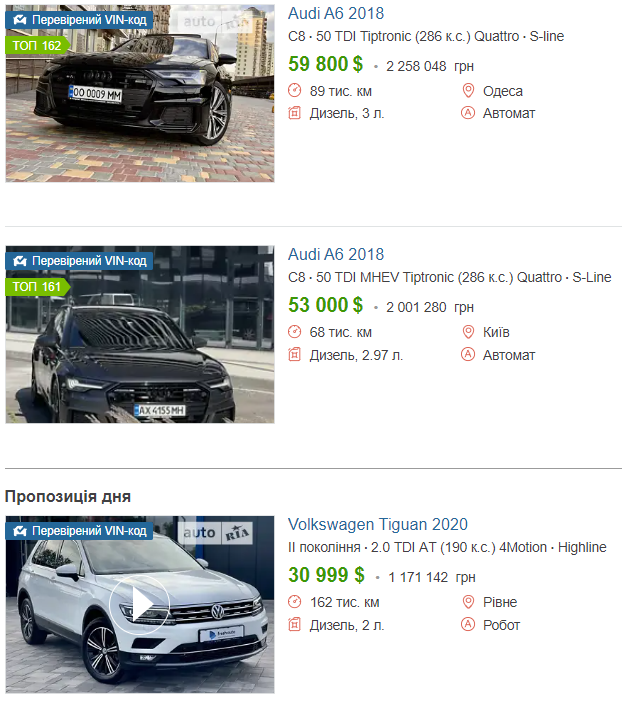 Перевірений VIN-код
auto RIA
ТОП 162
OO 0009 MM
Audi A6 2018
C8 · 50 TDI Tiptronic (286 к.с.) Quattro · S-line
59 800 $ • 2 258 048 грн
89 тис. км
Одеса
Дизель, 3 л.
Автомат
Перевірений VIN-код
ТОП 161
AX 4155 MH
Audi A6 2018
C8 · 50 TDI MHEV Tiptronic (286 к.с.) Quattro · S-Line
53 000 $ • 2 001 280 грн
68 тис. км
Київ
Дизель, 2.97 л.
Автомат
Пропозиція дня
Перевірений VIN-код
auto RIA
Volkswagen Tiguan 2020
II покоління · 2.0 TDI AT (190 к.с.) 4Motion · Highline
30 999 $ • 1 171 142 грн
162 тис. км
Рівне
Дизель, 2 л.
Робот